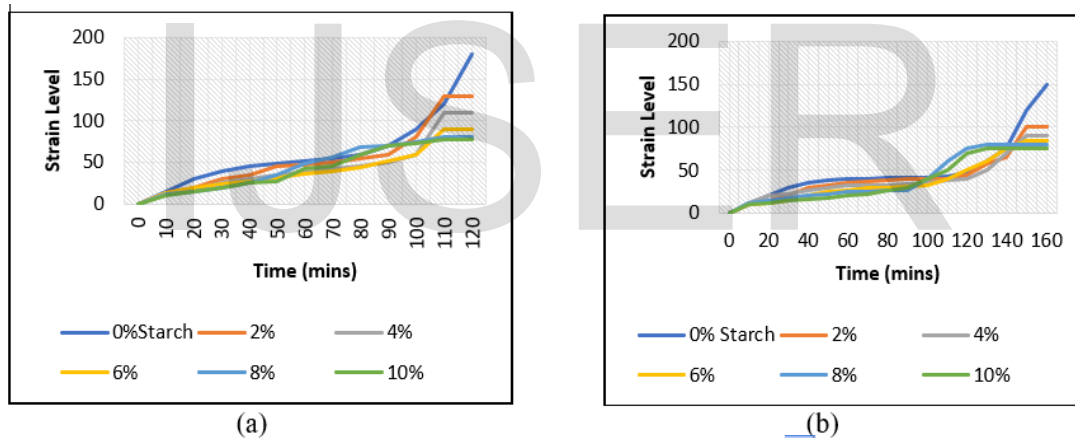 IJSER
200
150
100
50
0
Strain Level
0 10 20 30 40 50 60 70 80 90 100 110 120
Time (mins)
0%Starch 2% 4%
6% 8% 10%
(a)
200
150
100
50
0
Strain Level
0 20 40 60 80 100 120 140 160
Time (mins)
0% Starch 2% 4%
6% 8% 10%
(b)